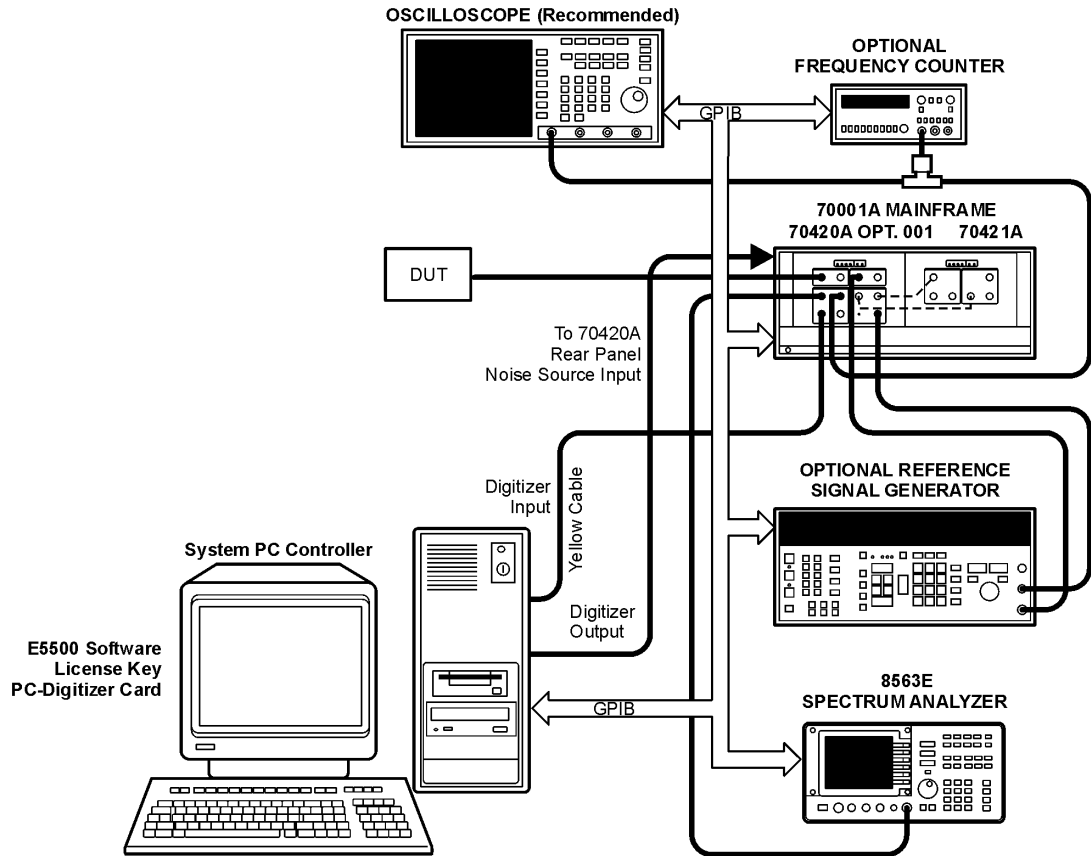 OSCILLOSCOPE (Recommended)
OPTIONAL
FREQUENCY COUNTER
GPIB
70001A MAINFRAME
70420A OPT. 001 70421A
DUT
To 70420A
Rear Panel
Noise Source Input
Digitizer
Input
Yellow Cable
OPTIONAL REFERENCE
SIGNAL GENERATOR
System PC Controller
Digitizer
Output
E5500 Software
License Key
PC-Digitizer Card
GPIB
8563E
SPECTRUM ANALYZER